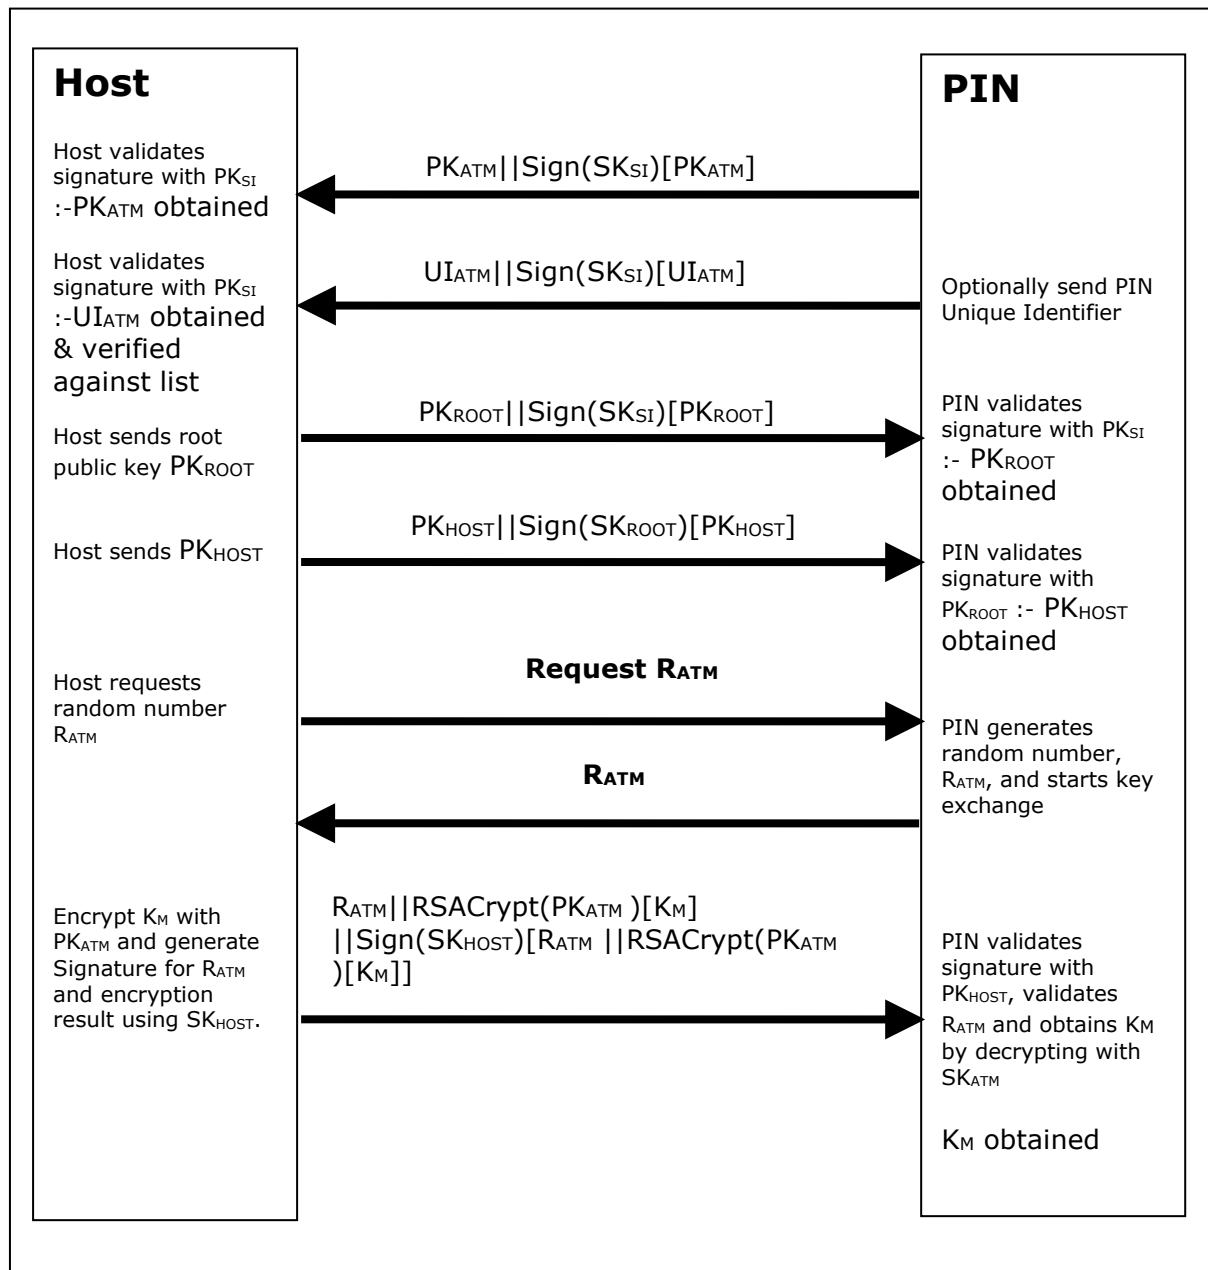 Host
PIN
Host validates
signature with PKSI
:-PKATM obtained
PKATM||Sign(SKSI)[PKATM]
Host validates
signature with PKSI
:-UIATM obtained
& verified
against list
UIATM||Sign(SKSI)[UIATM]
Optionally send PIN
Unique Identifier
Host sends root
public key PKROOT
PKROOT||Sign(SKSI)[PKROOT]
PIN validates
signature with PKSI
:- PKROOT
obtained
Host sends PKHOST
PKHOST||Sign(SKROOT)[PKHOST]
PIN validates
signature with
PKROOT :- PKHOST
obtained
Host requests
random number
RATM
Request RATM
PIN generates
random number,
RATM, and starts key
exchange
RATM
Encrypt KM with
PKATM and generate
Signature for RATM
and encryption
result using SKHOST.
RATM||RSACrypt(PKATM )[KM]
||Sign(SKHOST)[RATM ||RSACrypt(PKATM
)[KM]]
PIN validates
signature with
PKHOST, validates
RATM and obtains KM
by decrypting with
SKATM
KM obtained